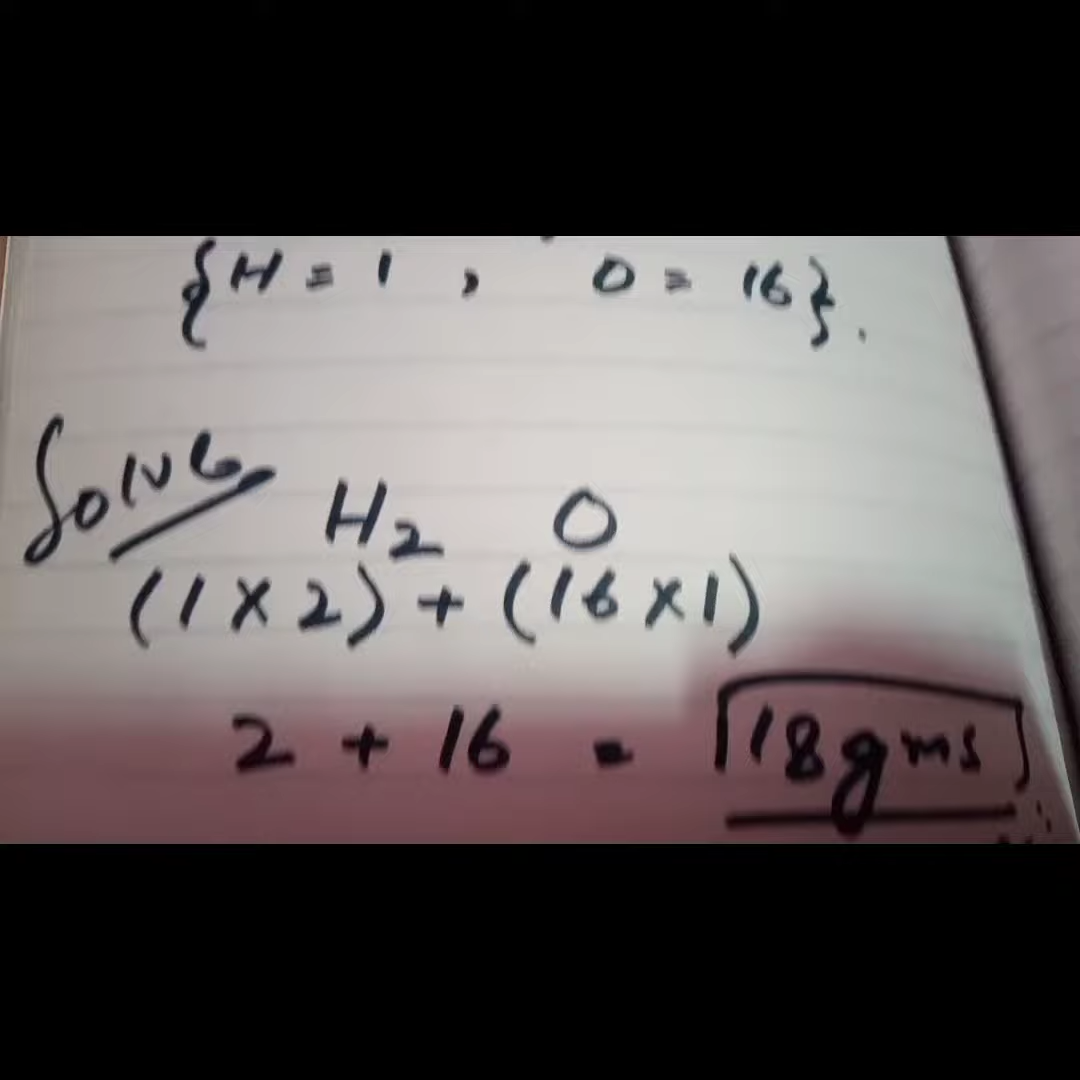 {H = 1 , O = 16}.
Solve
H₂ O
(1 × 2) + (16 × 1)
2 + 16 = 18gms